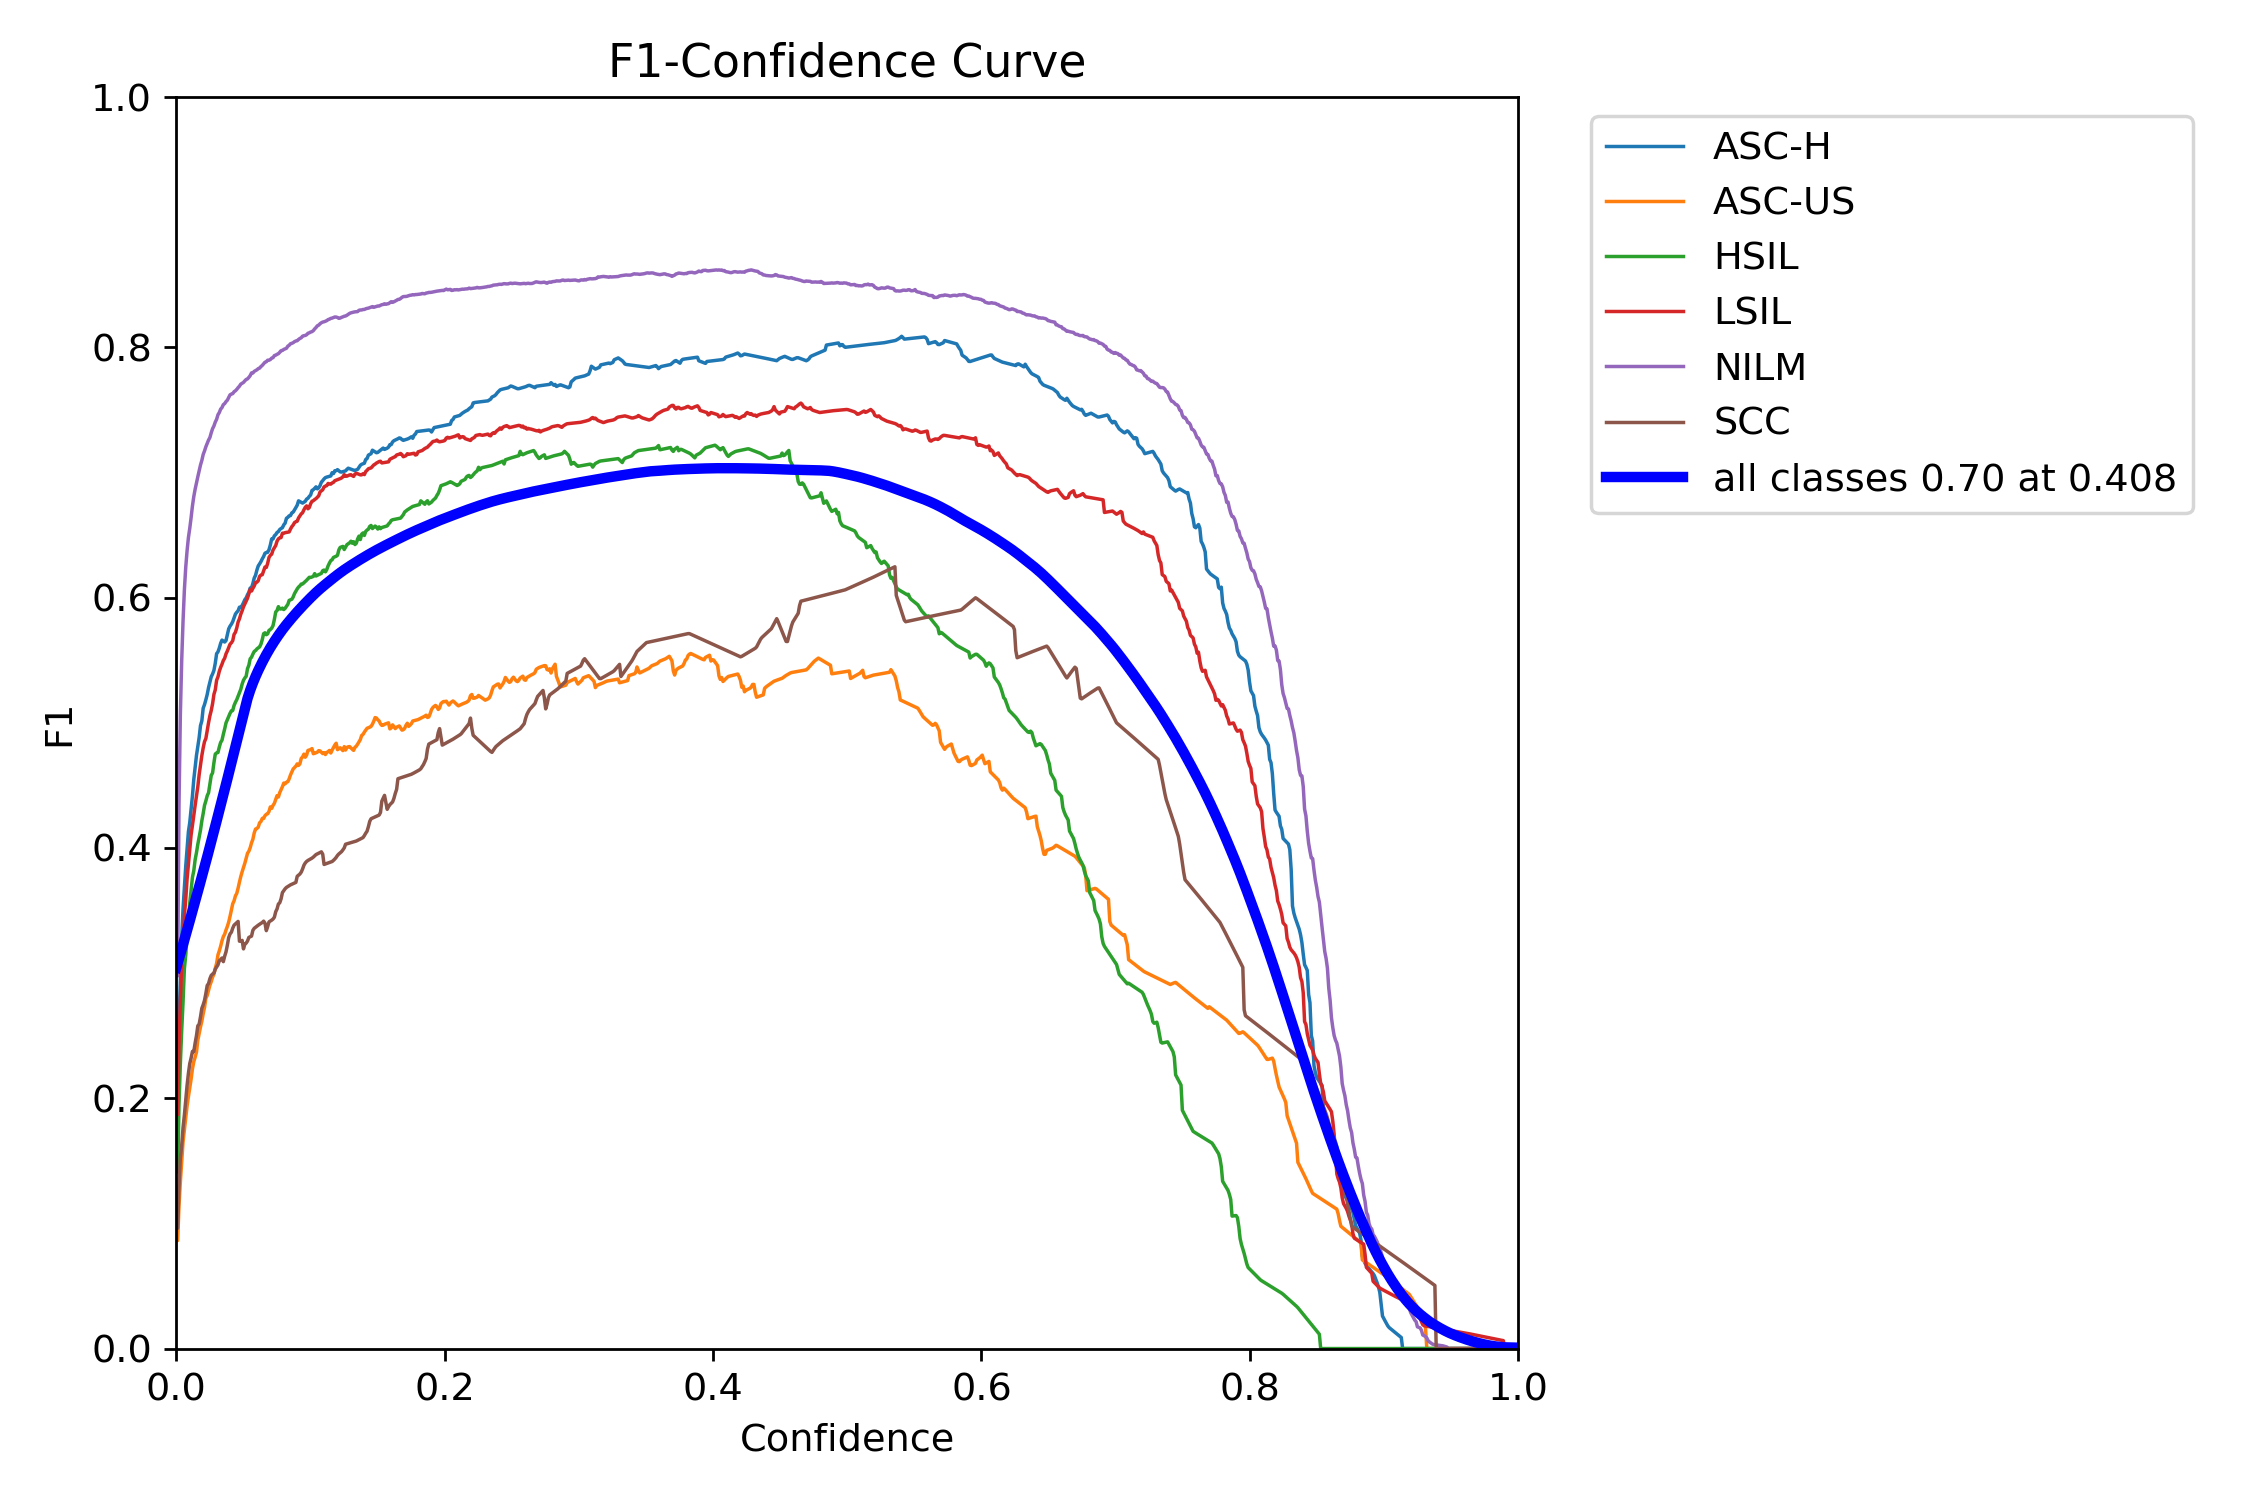 F1-Confidence Curve
1.0
0.8
0.6
0.4
0.2
0.0
F1
0.0 0.2 0.4 0.6 0.8 1.0
Confidence
ASC-H
ASC-US
HSIL
LSIL
NILM
SCC
all classes 0.70 at 0.408